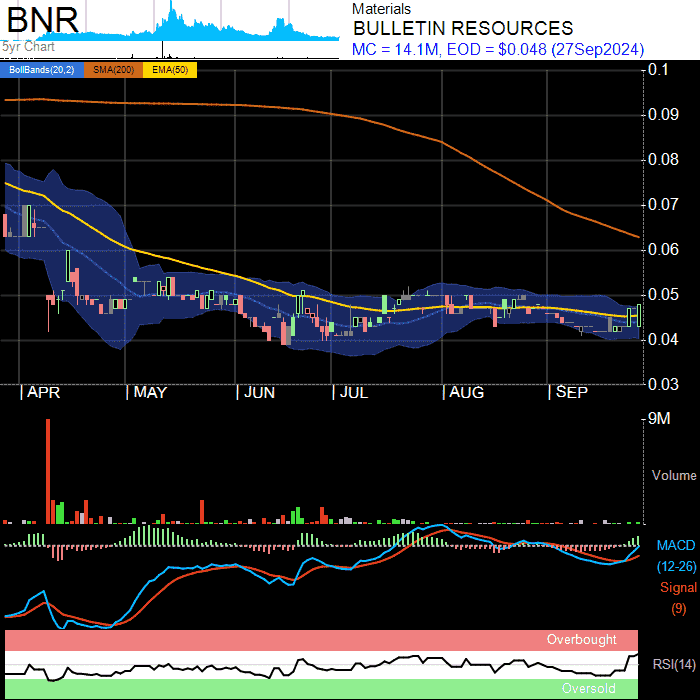 BNR
5yr Chart
Materials
BULLETIN RESOURCES
MC = 14.1M, EOD = $0.048 (27Sep2024)
BollBands(20,2) SMA(200) EMA(50)
0.1
0.09
0.08
0.07
0.06
0.05
0.04
0.03
APR MAY JUN JUL AUG SEP
9M
Volume
MACD
(12-26)
Signal
(9)
Overbought
RSI(14)
Oversold